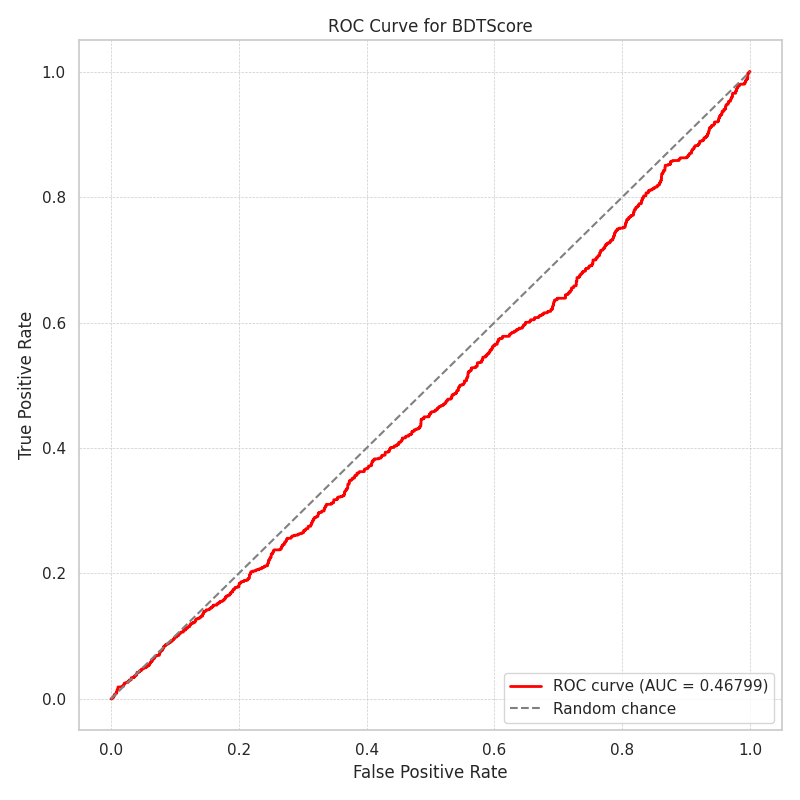 ROC Curve for BDTScore
True Positive Rate
1.0
0.8
0.6
0.4
0.2
0.0
0.0 0.2 0.4 0.6 0.8 1.0
False Positive Rate
ROC curve (AUC = 0.46799)
Random chance